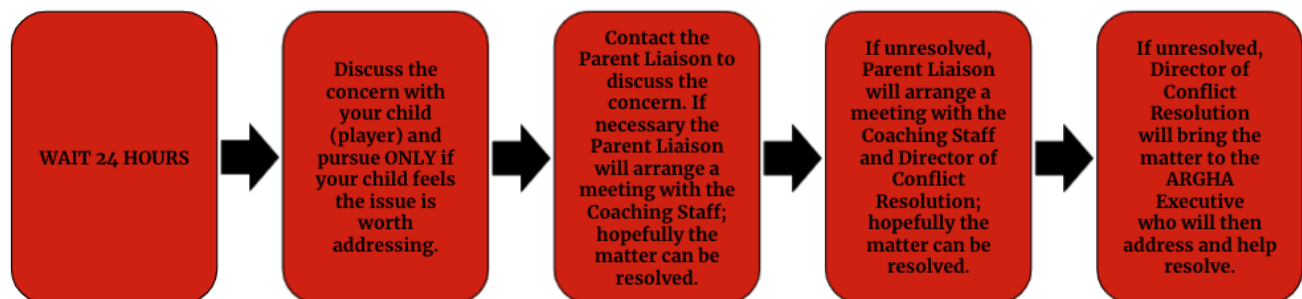 WAIT 24 HOURS
Discuss the
concern with
your child
(player) and
pursue ONLY if
your child feels
the issue is
worth
addressing.
Contact the
Parent Liaison to
discuss the
concern. If
necessary the
Parent Liaison
will arrange a
meeting with the
Coaching Staff;
hopefully the
matter can be
resolved.
If unresolved,
Parent Liaison
will arrange a
meeting with the
Coaching Staff
and Director of
Conflict
Resolution;
hopefully the
matter can be
resolved.
If unresolved,
Director of
Conflict
Resolution
will bring the
matter to the
ARGHA
Executive
who will then
address and help
resolve.